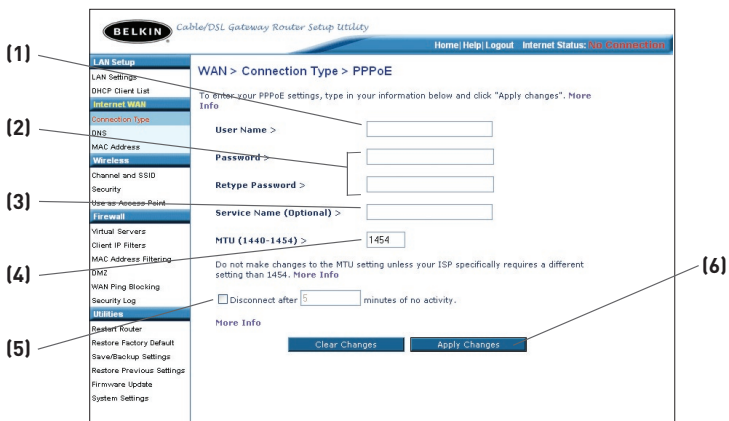 BELKIN
Cable/DSL Gateway Router Setup Utility
Home|Help|Logout Internet Status: No Connection
LAN Setup
LAN Settings
DHCP Client List
Internet WAN
Connection Type
DNS
MAC Address
Wireless
Channel and SSID
Security
Use as Access Point
Firewall
Virtual Servers
Client IP Filters
MAC Address Filtering
DMZ
WAN Ping Blocking
Security Log
Utilities
Restart Router
Restore Factory Default
Save/Backup Settings
Restore Previous Settings
Firmware Update
System Settings
WAN > Connection Type > PPPoE
To enter your PPPoE settings, type in your information below and click "Apply changes". More
Info
User Name >
Password >
Retype Password >
Service Name (Optional) >
MTU (1440-1454) > 1454
Do not make changes to the MTU setting unless your ISP specifically requires a different
setting than 1454. More Info
Disconnect after 5 minutes of no activity.
More Info
Clear Changes Apply Changes
(1)
(2)
(3)
(4)
(5)
(6)